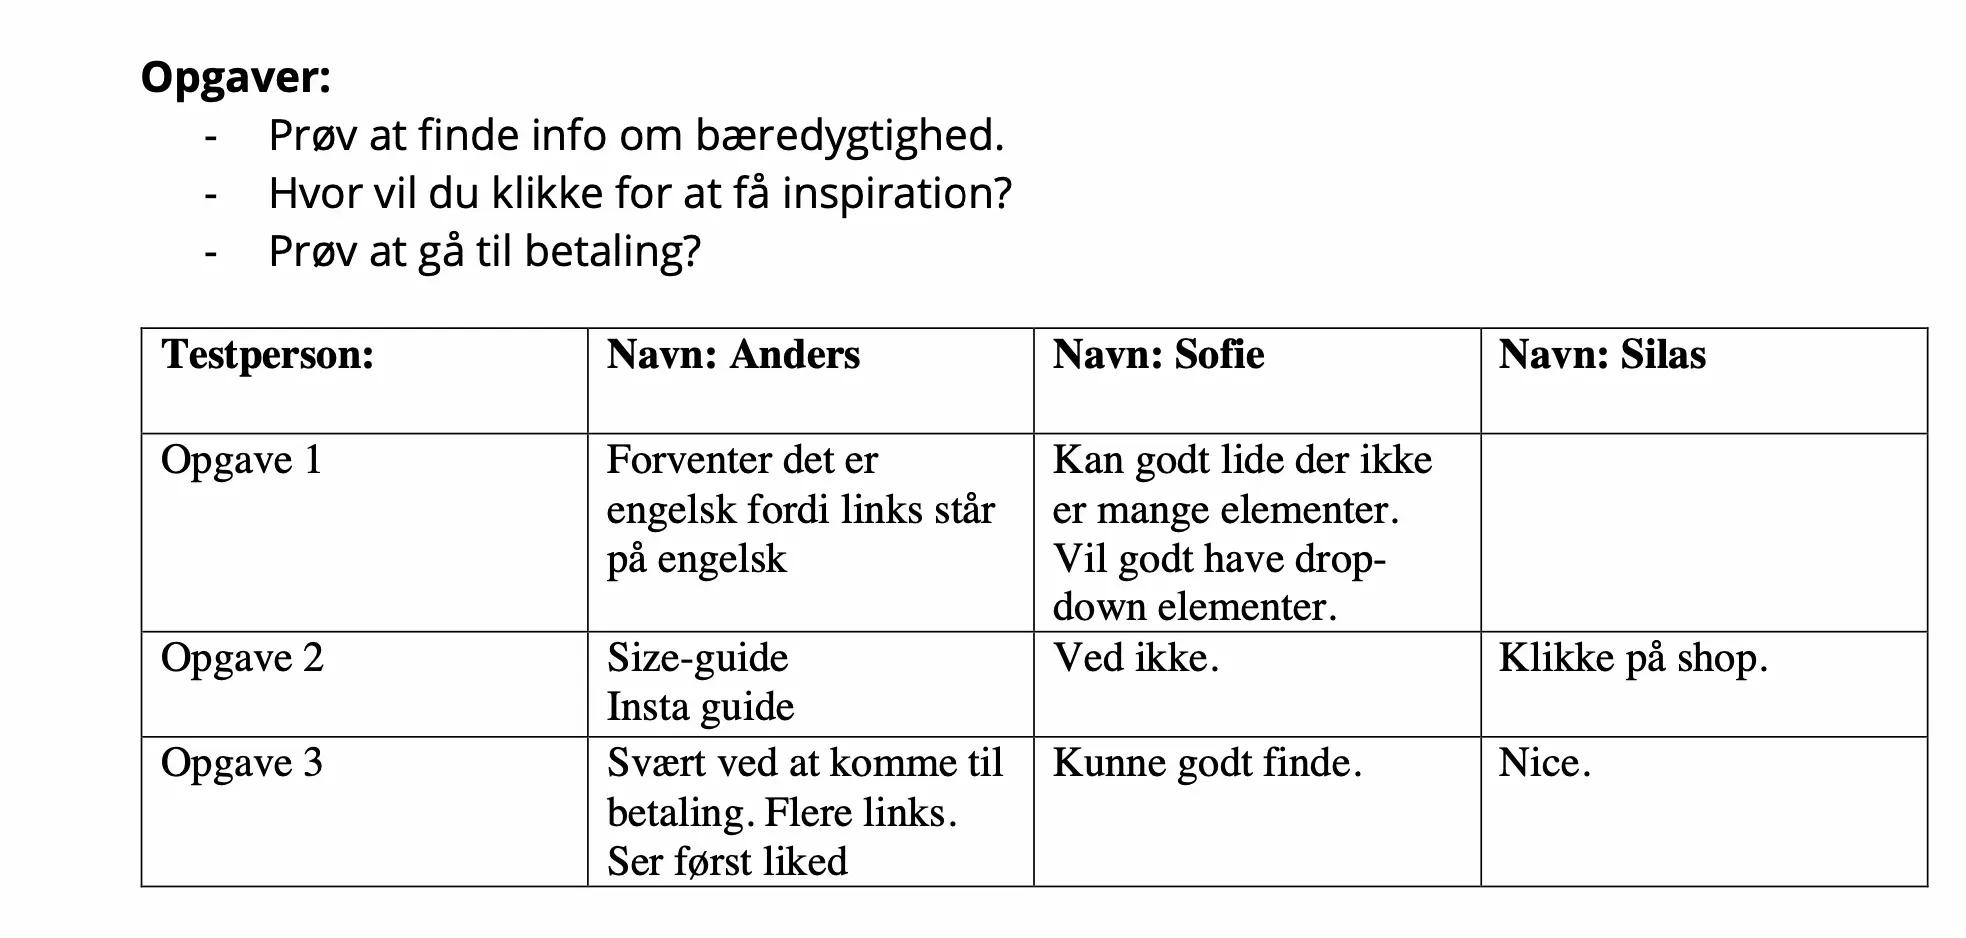 Opgaver:
- Prøv at finde info om bæredygtighed.
- Hvor vil du klikke for at få inspiration?
- Prøv at gå til betaling?
Testperson:
Navn: Anders
Navn: Sofie
Navn: Silas
Opgave 1
Forventer det er
engelsk fordi links står
på engelsk
Kan godt lide der ikke
er mange elementer.
Vil godt have drop-
down elementer.
Opgave 2
Size-guide
Insta guide
Ved ikke.
Klikke på shop.
Opgave 3
Svært ved at komme til
betaling. Flere links.
Ser først liked
Kunne godt finde.
Nice.